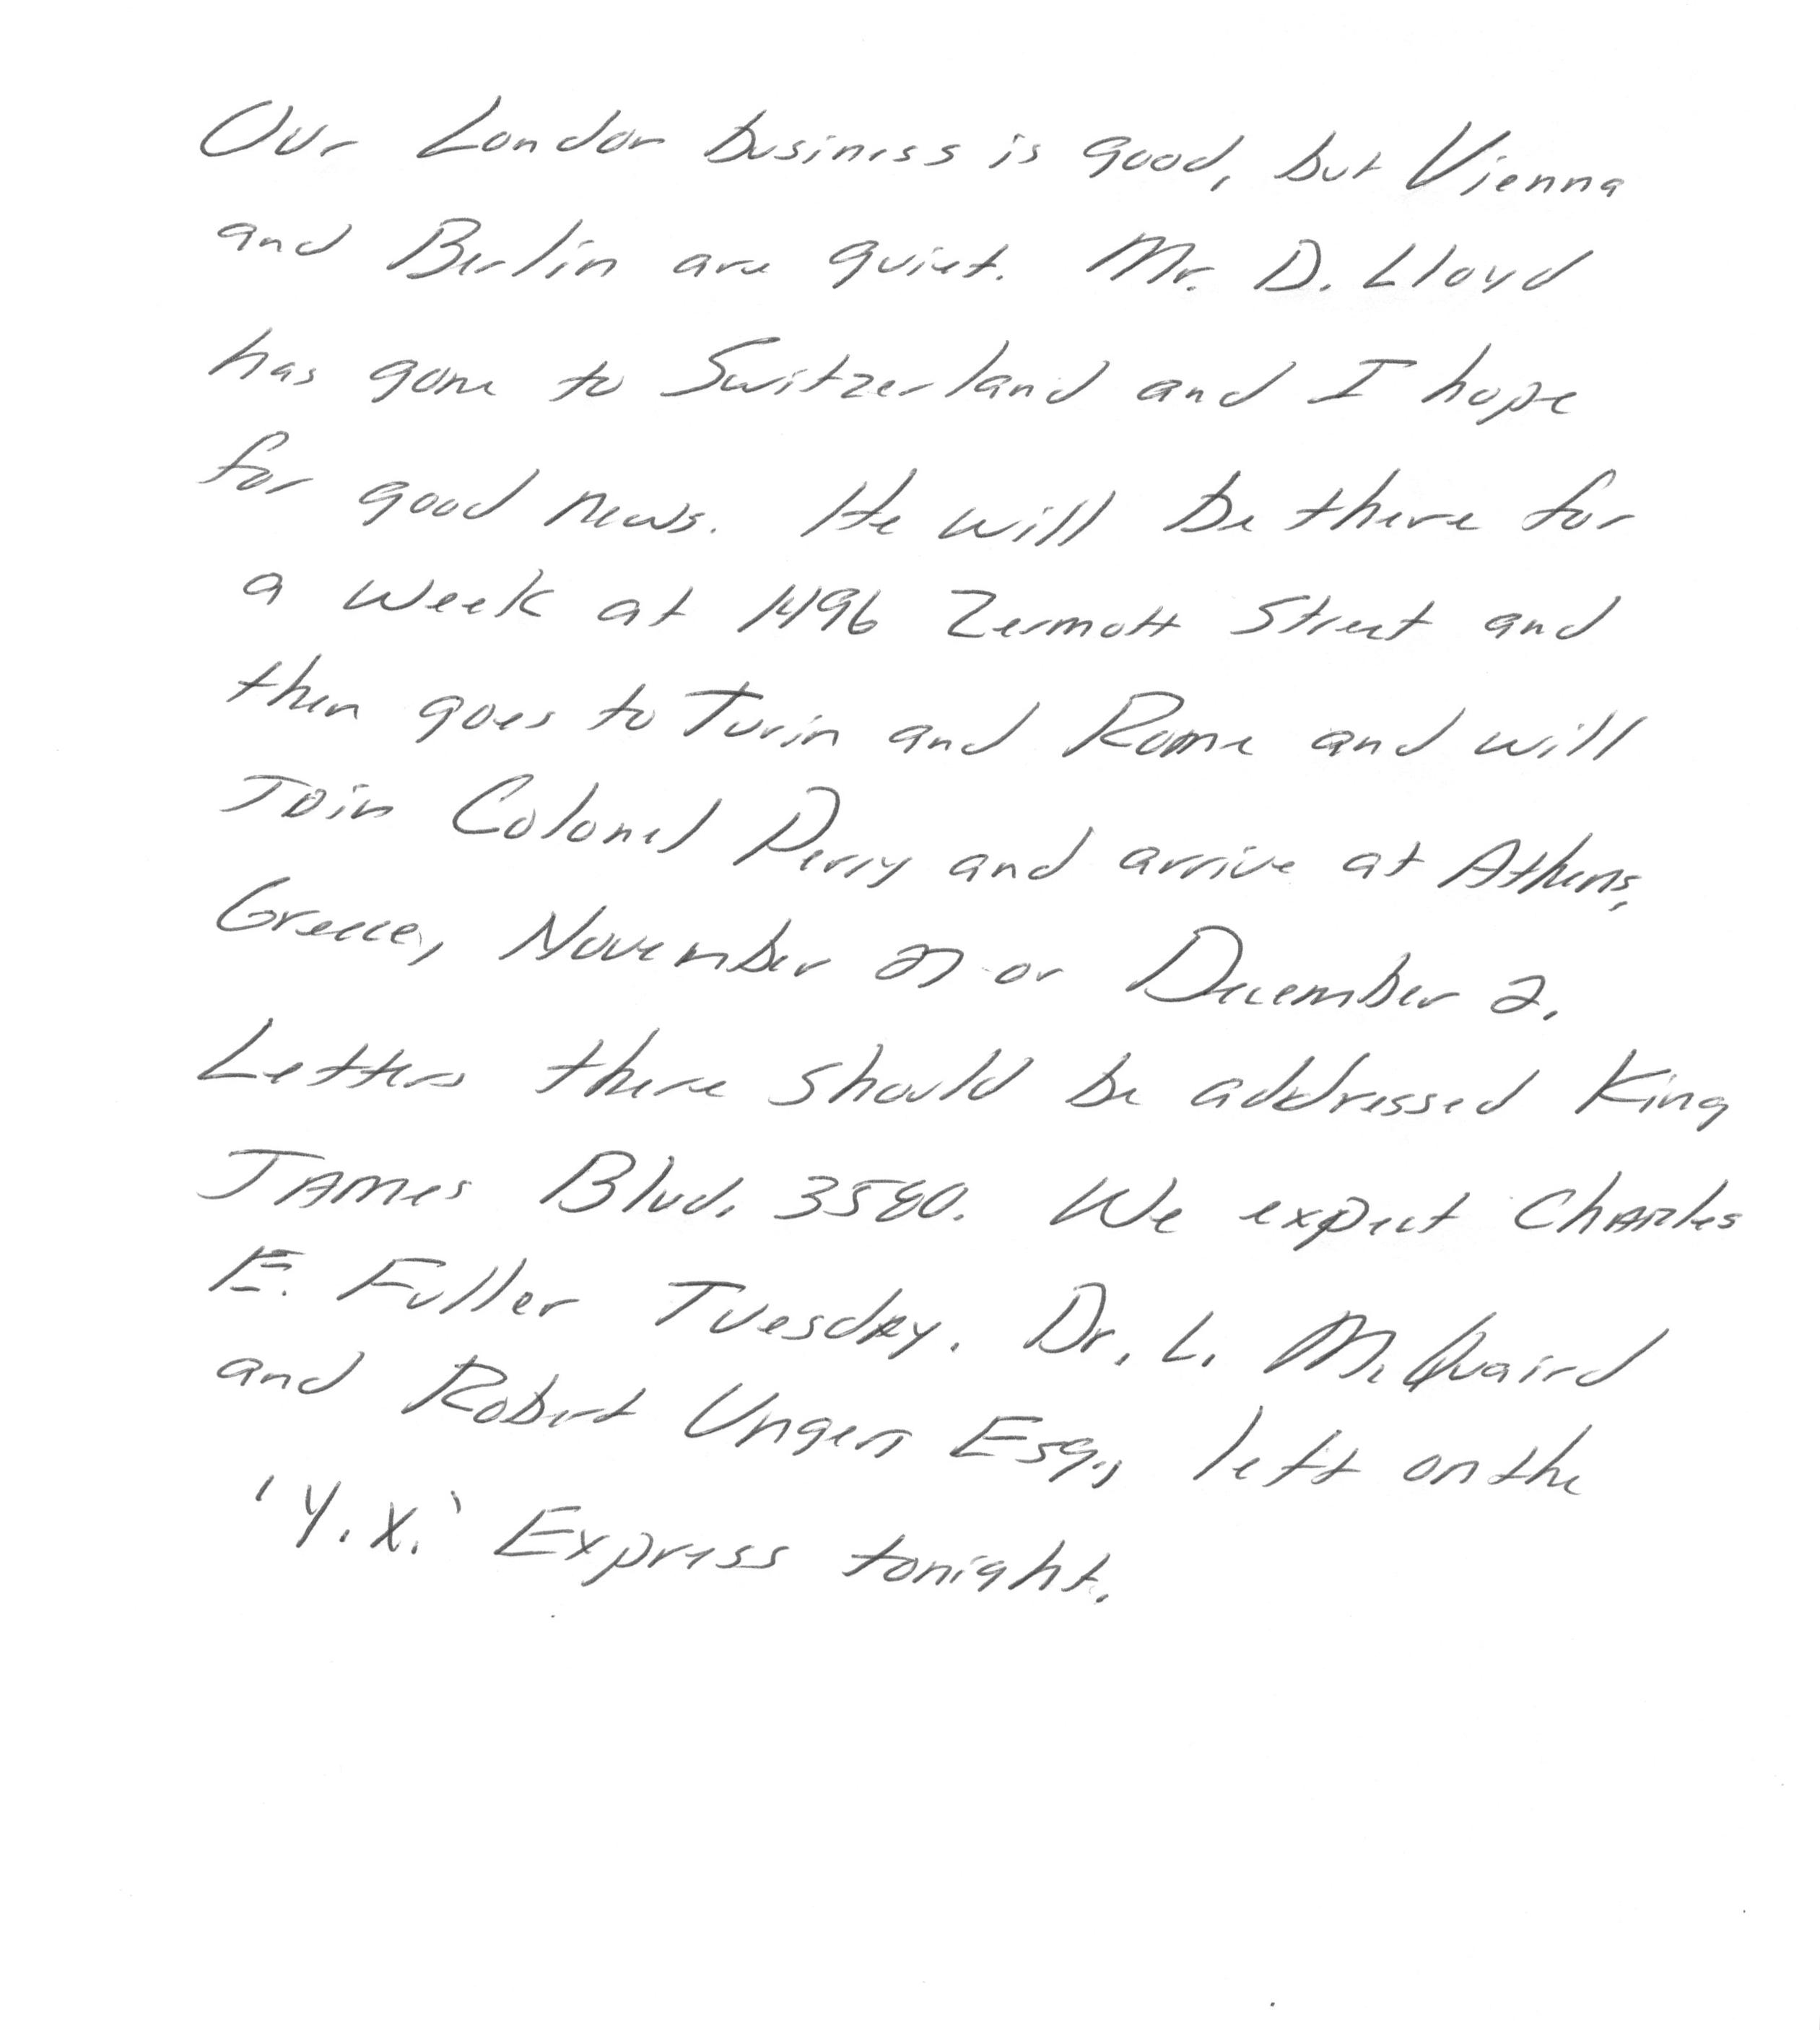 Our London business is good, but Vienna
and Berlin are quiet. Mr. D. Lloyd
has gone to Switzerland and I hope
for good news. He will be there for
a week at 1496 Zermott Street and
then goes to Turin and Rome and will
Join Colonel Perry and arrive at Athens,
Greece, November 27 or December 2.
Letters there should be addressed King
James Blvd. 3580. We expect Charles
E. Fuller Tuesday. Dr. L. McQuaird
and Robert Unger, Esq., left on the
'Y.X.' Express tonight.